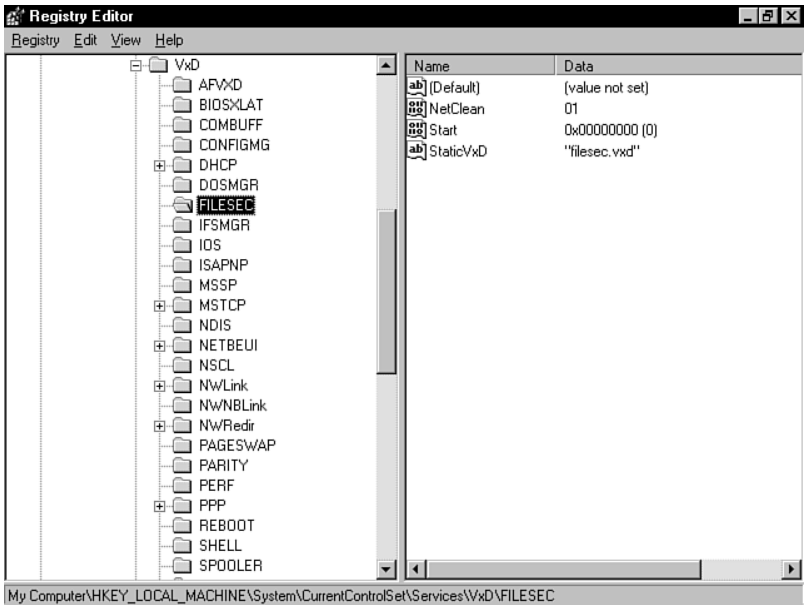 Registry Editor
Registry Edit View Help
VxD
AFVXD
BIOSXLAT
COMBUFF
CONFIGMG
DHCP
DOSMGR
FILESEC
IFSMGR
IOS
ISAPNP
MSSP
MSTCP
NDIS
NETBEUI
NSCL
NWLink
NWNBLink
NWRedir
PAGESWAP
PARITY
PERF
PPP
REBOOT
SHELL
SPOOLER
Name Data
(Default) (value not set)
NetClean 01
Start 0x00000000 (0)
StaticVxD "filesec.vxd"
My Computer\HKEY_LOCAL_MACHINE\System\CurrentControlSet\Services\VxD\FILESEC